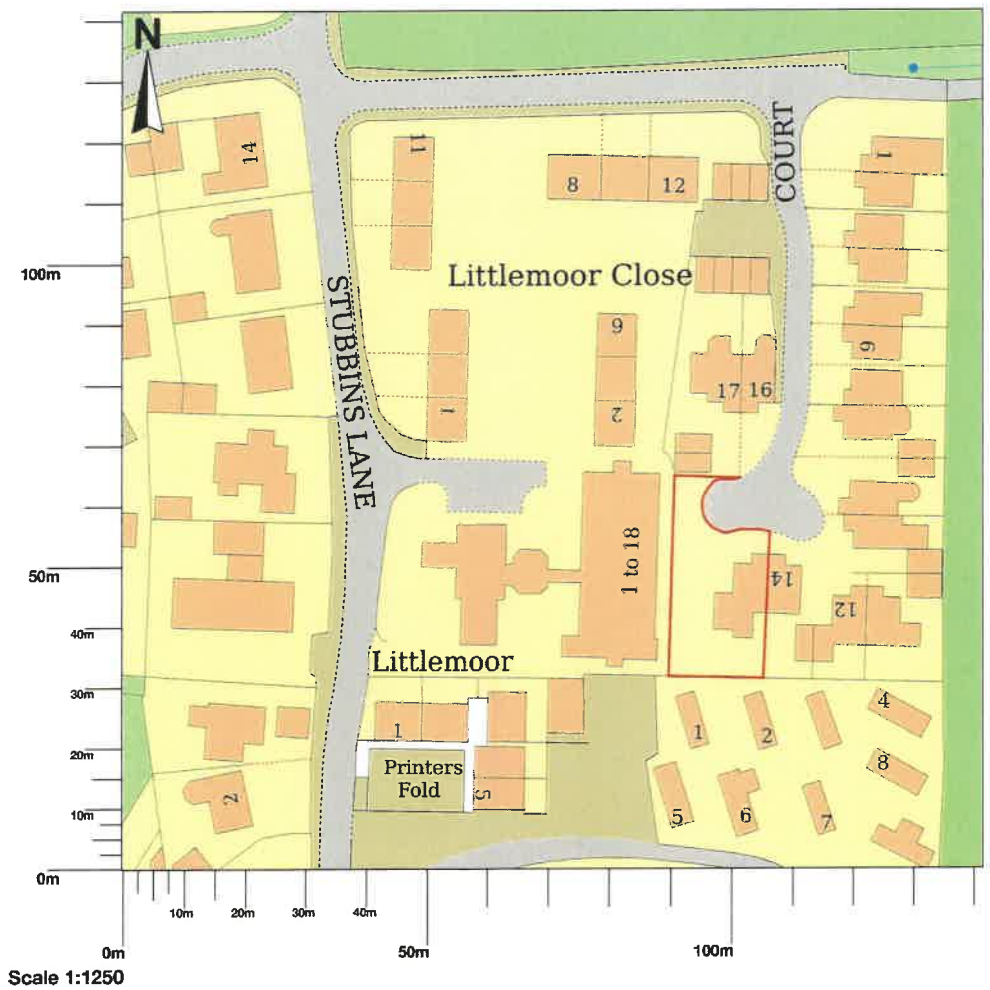 N
14
11
8
12
COURT
1
100m
Littlemoor Close
STUBBINS LANE
9
6
17 16
1
2
1 to 18
50m
14
12
40m
Littlemoor
30m
1
1
2
4
20m
Printers
Fold
8
2
5
5
6
7
10m
0m
10m
20m
30m
40m
0m
50m
100m
Scale 1:1250